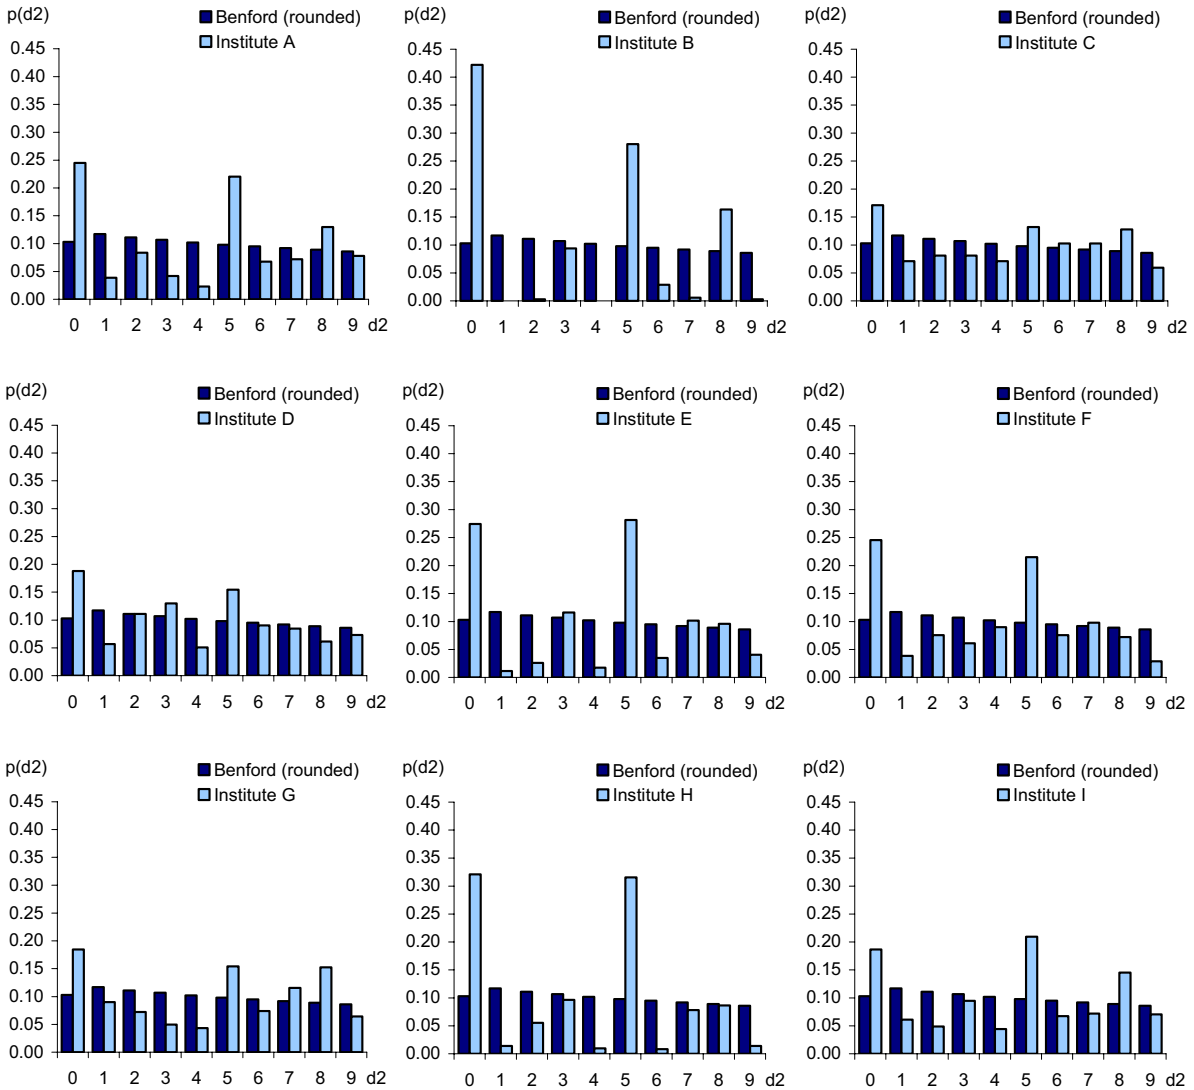 p(d2)
Benford (rounded)
Institute A
0.45
0.40
0.35
0.30
0.25
0.20
0.15
0.10
0.05
0.00
0 1 2 3 4 5 6 7 8 9 d2
p(d2)
Benford (rounded)
Institute B
0.45
0.40
0.35
0.30
0.25
0.20
0.15
0.10
0.05
0.00
0 1 2 3 4 5 6 7 8 9 d2
p(d2)
Benford (rounded)
Institute C
0.45
0.40
0.35
0.30
0.25
0.20
0.15
0.10
0.05
0.00
0 1 2 3 4 5 6 7 8 9 d2
p(d2)
Benford (rounded)
Institute D
0.45
0.40
0.35
0.30
0.25
0.20
0.15
0.10
0.05
0.00
0 1 2 3 4 5 6 7 8 9 d2
p(d2)
Benford (rounded)
Institute E
0.45
0.40
0.35
0.30
0.25
0.20
0.15
0.10
0.05
0.00
0 1 2 3 4 5 6 7 8 9 d2
p(d2)
Benford (rounded)
Institute F
0.45
0.40
0.35
0.30
0.25
0.20
0.15
0.10
0.05
0.00
0 1 2 3 4 5 6 7 8 9 d2
p(d2)
Benford (rounded)
Institute G
0.45
0.40
0.35
0.30
0.25
0.20
0.15
0.10
0.05
0.00
0 1 2 3 4 5 6 7 8 9 d2
p(d2)
Benford (rounded)
Institute H
0.45
0.40
0.35
0.30
0.25
0.20
0.15
0.10
0.05
0.00
0 1 2 3 4 5 6 7 8 9 d2
p(d2)
Benford (rounded)
Institute I
0.45
0.40
0.35
0.30
0.25
0.20
0.15
0.10
0.05
0.00
0 1 2 3 4 5 6 7 8 9 d2